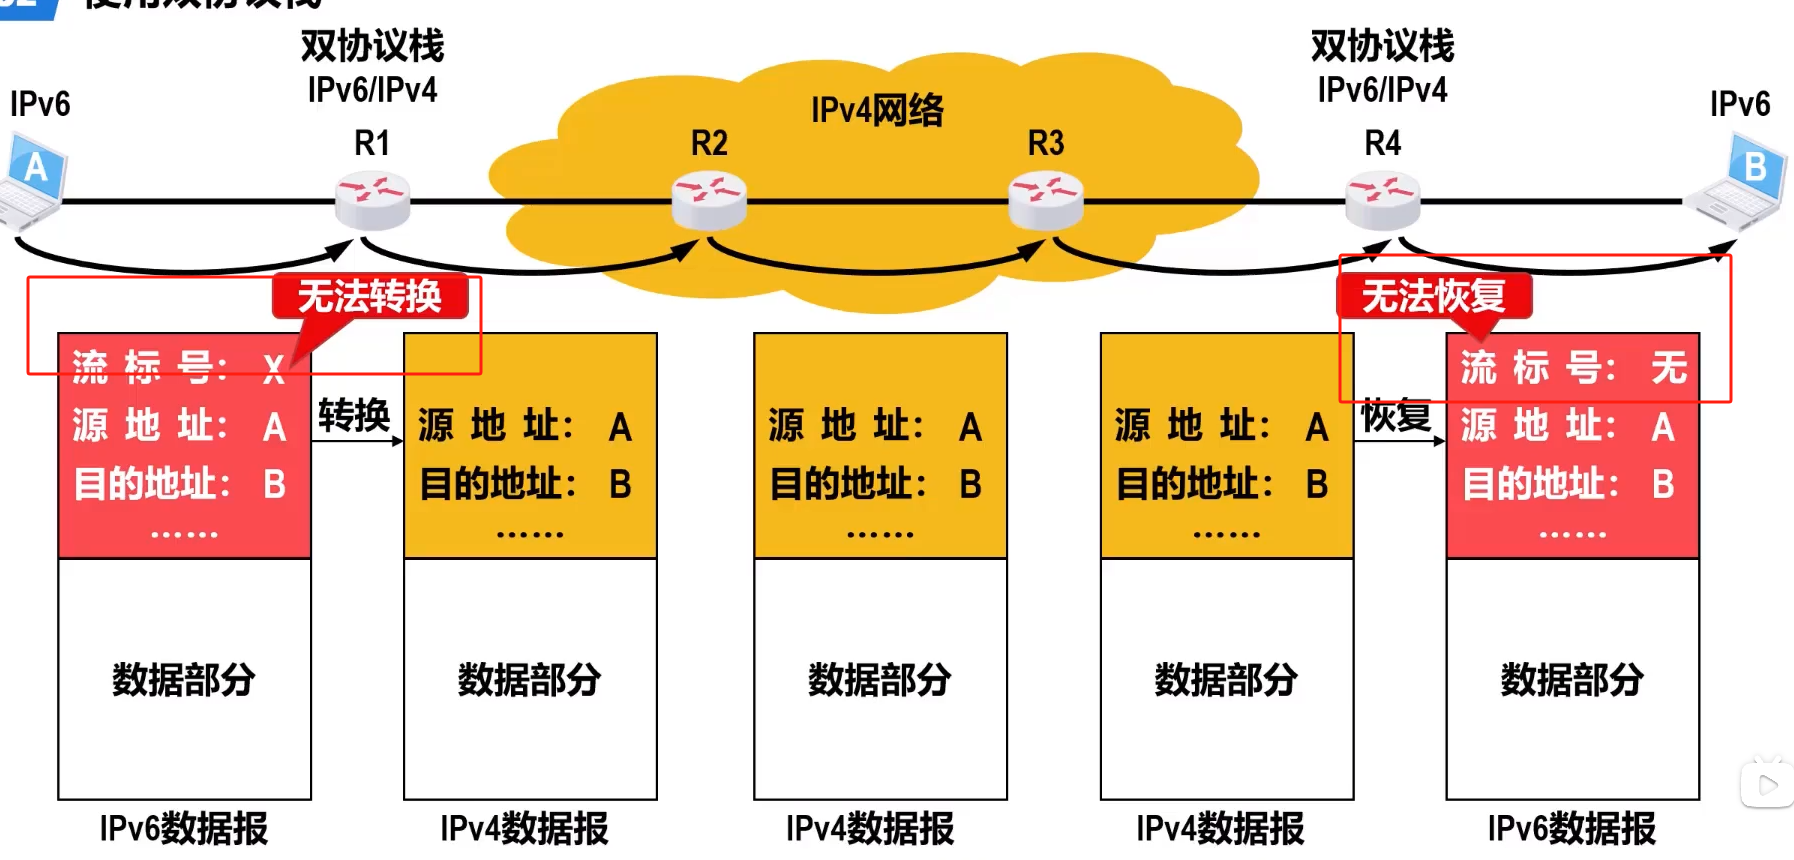 使用双协议栈
双协议栈
IPv6/IPv4
双协议栈
IPv6/IPv4
IPv6
IPv4网络
IPv6
R1
R2
R3
R4
A
B
无法转换
无法恢复
流标号： X
源地址： A
目的地址： B
……
转换
源地址： A
目的地址： B
……
源地址： A
目的地址： B
……
源地址： A
目的地址： B
……
恢复
流标号： 无
源地址： A
目的地址： B
……
数据部分
数据部分
数据部分
数据部分
数据部分
IPv6数据报
IPv4数据报
IPv4数据报
IPv4数据报
IPv6数据报